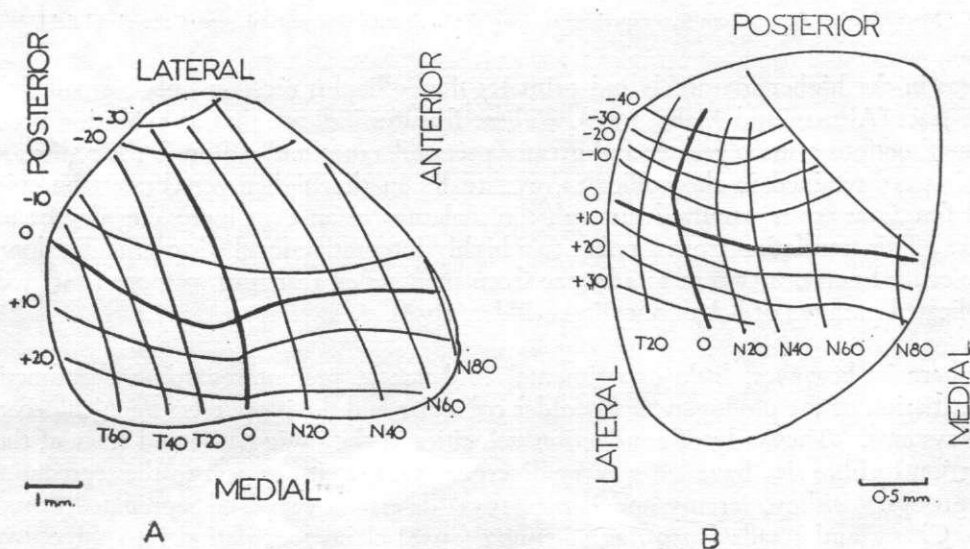 POSTERIOR
LATERAL
ANTERIOR
-30
-20
-10
0
+10
+20
T60
T40
T20
0
N20
N40
N60
N80
MEDIAL
1 mm.
A
POSTERIOR
-40
-30
-20
-10
0
+10
+20
+30
T20
0
N20
N40
N60
N80
LATERAL
MEDIAL
0·5 mm.
B